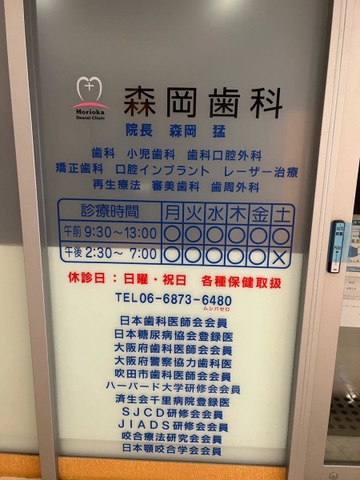 Morioka
Dental Clinic
森岡歯科
院長 森岡 猛
歯科 小児歯科 歯科口腔外科
矯正歯科 口腔インプラント レーザー治療
再生療法 審美歯科 歯周外科
診療時間 月 火 水 木 金 土
午前 9:30~13:00 ○ ○ ○ ○ ○ ○
午後 2:30~ 7:00 ○ ○ ○ ○ ○ ×
休診日:日曜・祝日 各種保健取扱
TEL06-6873-6480
ムシバゼロ
日本歯科医師会会員
日本糖尿病協会登録医
大阪府歯科医師会会員
大阪府警察協力歯科医
吹田市歯科医師会会員
ハーバード大学研修会会員
済生会千里病院登録医
SJCD研修会会員
JIADS研修会会員
咬合療法研究会会員
日本顎咬合学会会員